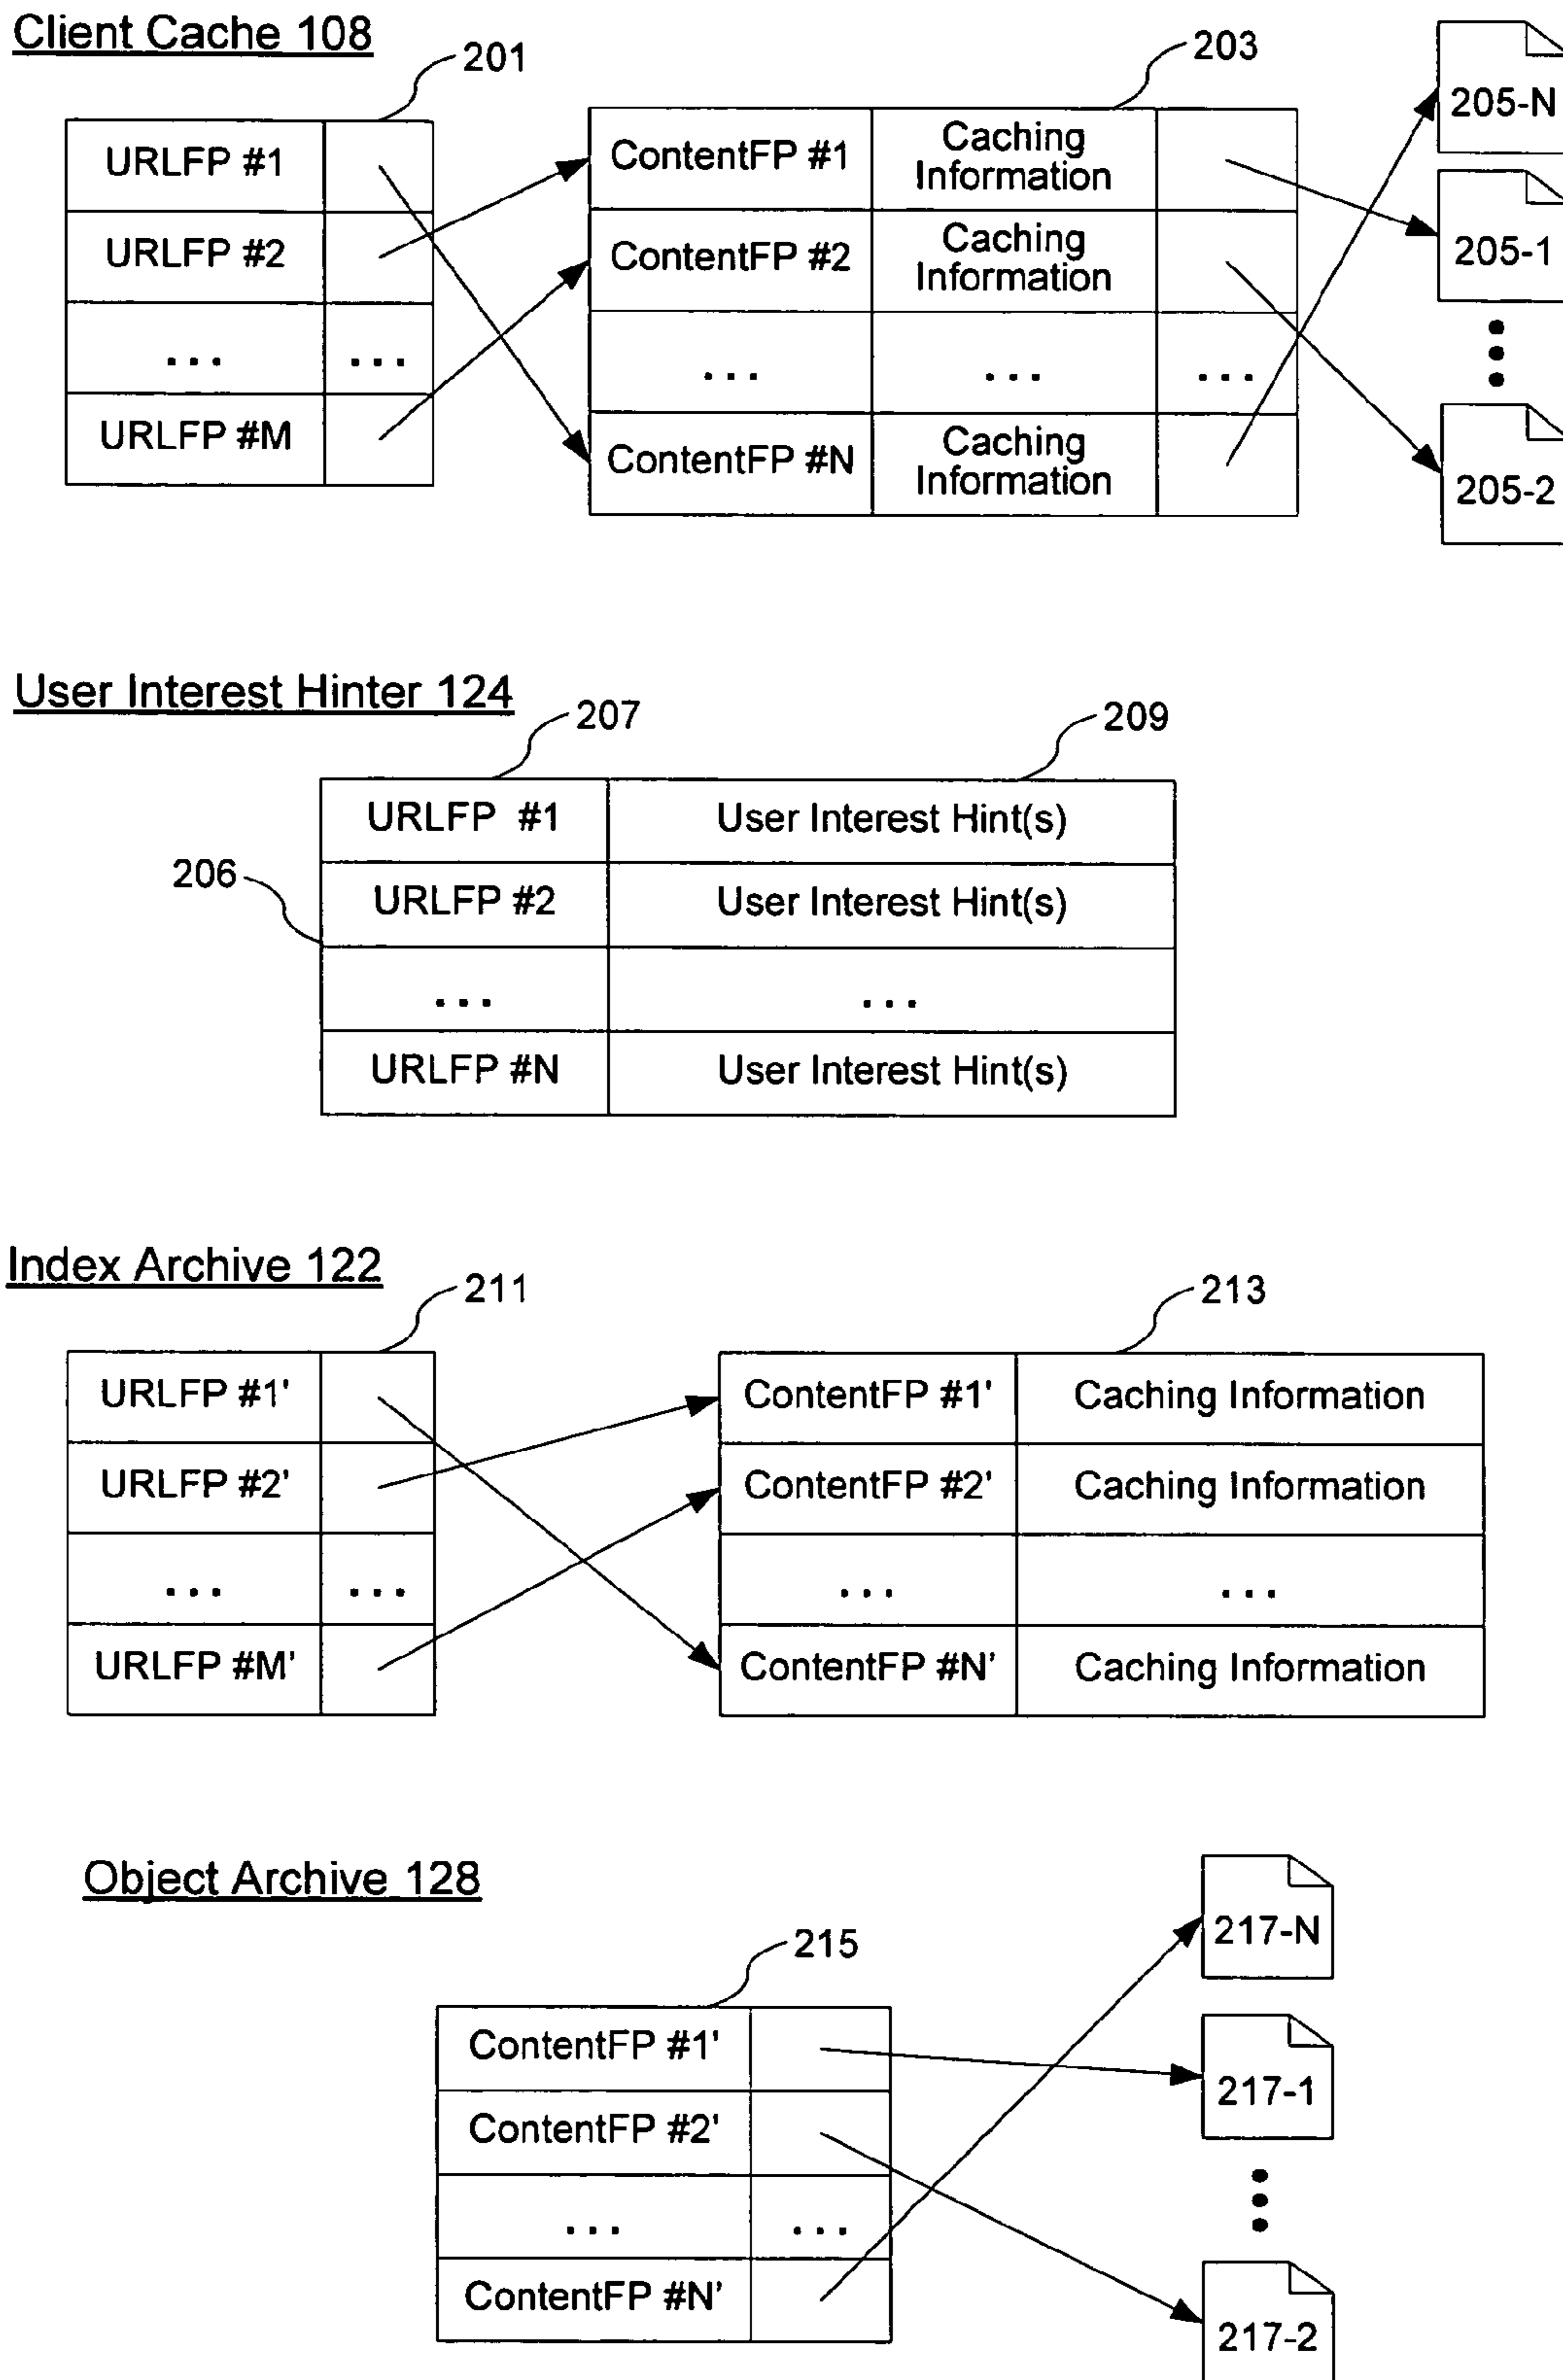 Client Cache 108
201
203
URLFP #1
URLFP #2
... ...
URLFP #M
ContentFP #1 Caching Information
ContentFP #2 Caching Information
... ... ...
ContentFP #N Caching Information
205-N
205-1
205-2
User Interest Hinter 124
207
209
206
URLFP #1 User Interest Hint(s)
URLFP #2 User Interest Hint(s)
... ...
URLFP #N User Interest Hint(s)
Index Archive 122
211
213
URLFP #1'
URLFP #2'
... ...
URLFP #M'
ContentFP #1' Caching Information
ContentFP #2' Caching Information
... ...
ContentFP #N' Caching Information
Object Archive 128
215
ContentFP #1'
ContentFP #2'
... ...
ContentFP #N'
217-N
217-1
217-2